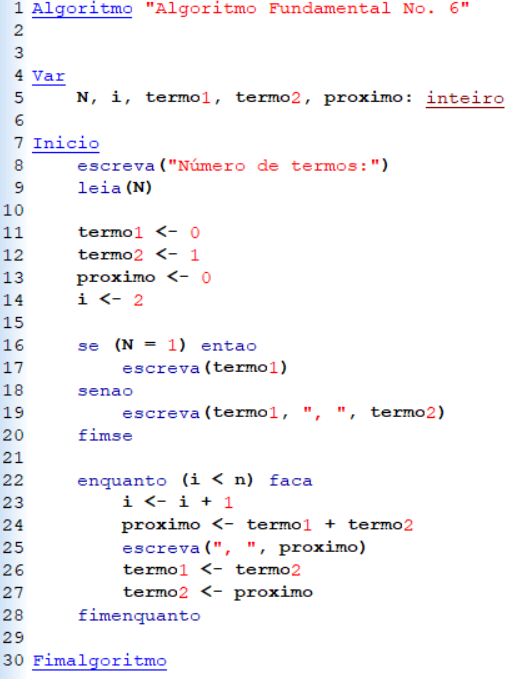 1 Algoritmo "Algoritmo Fundamental No. 6"
2
3
4 Var
5     N, i, termo1, termo2, proximo: inteiro
6
7 Inicio
8     escreva("Número de termos:")
9     leia(N)
10
11     termo1 <- 0
12     termo2 <- 1
13     proximo <- 0
14     i <- 2
15
16     se (N = 1) entao
17         escreva(termo1)
18     senao
19         escreva(termo1, ", ", termo2)
20     fimse
21
22     enquanto (i < n) faca
23         i <- i + 1
24         proximo <- termo1 + termo2
25         escreva(", ", proximo)
26         termo1 <- termo2
27         termo2 <- proximo
28     fimenquanto
29
30 Fimalgoritmo